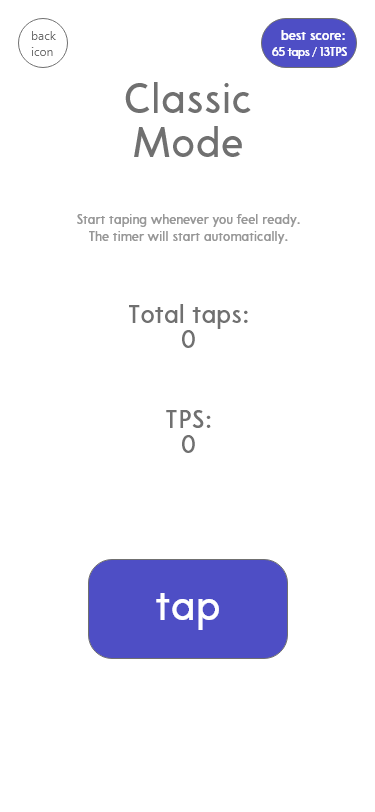 back
icon
best score:
65 taps / 13TPS
Classic
Mode
Start taping whenever you feel ready.
The timer will start automatically.
Total taps:
0
TPS:
0
tap